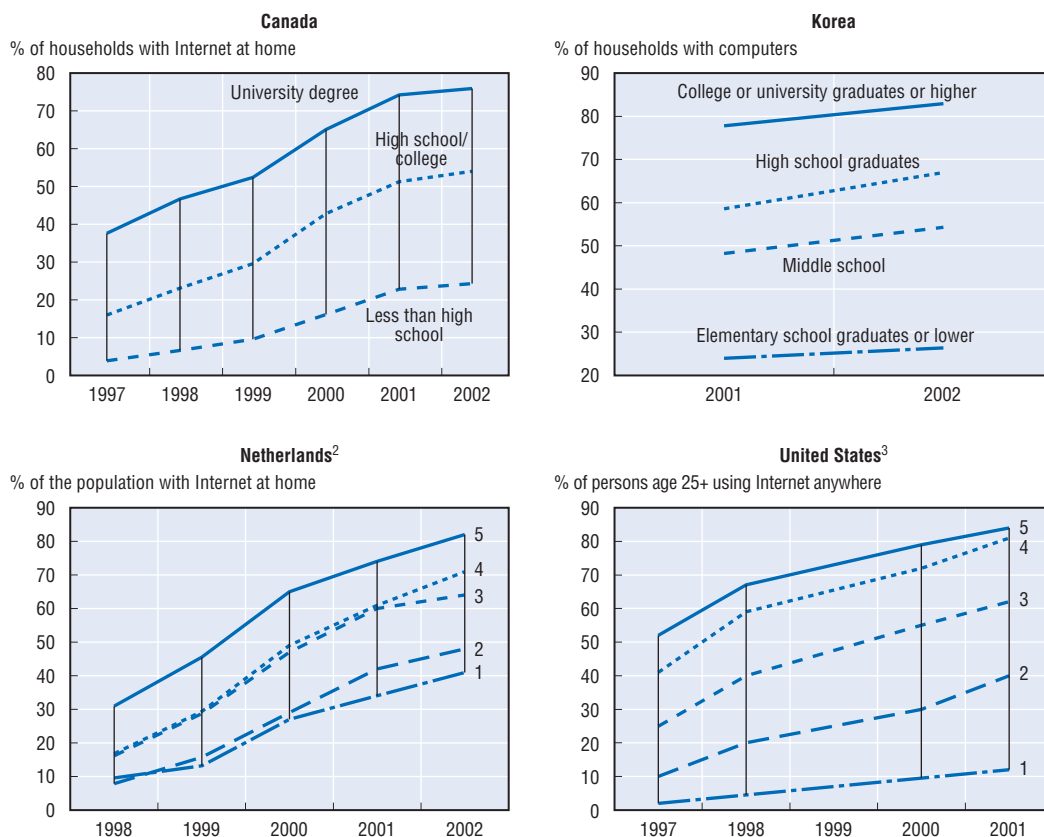 Canada
% of households with Internet at home
80
70
60
50
40
30
20
10
0
University degree
High school/
college
Less than high
school
1997 1998 1999 2000 2001 2002
Korea
% of households with computers
90
80
70
60
50
40
30
20
College or university graduates or higher
High school graduates
Middle school
Elementary school graduates or lower
2001 2002
Netherlands2
% of the population with Internet at home
90
80
70
60
50
40
30
20
10
0
5
4
3
2
1
1998 1999 2000 2001 2002
United States3
% of persons age 25+ using Internet anywhere
90
80
70
60
50
40
30
20
10
0
5
4
3
2
1
1997 1998 1999 2000 2001